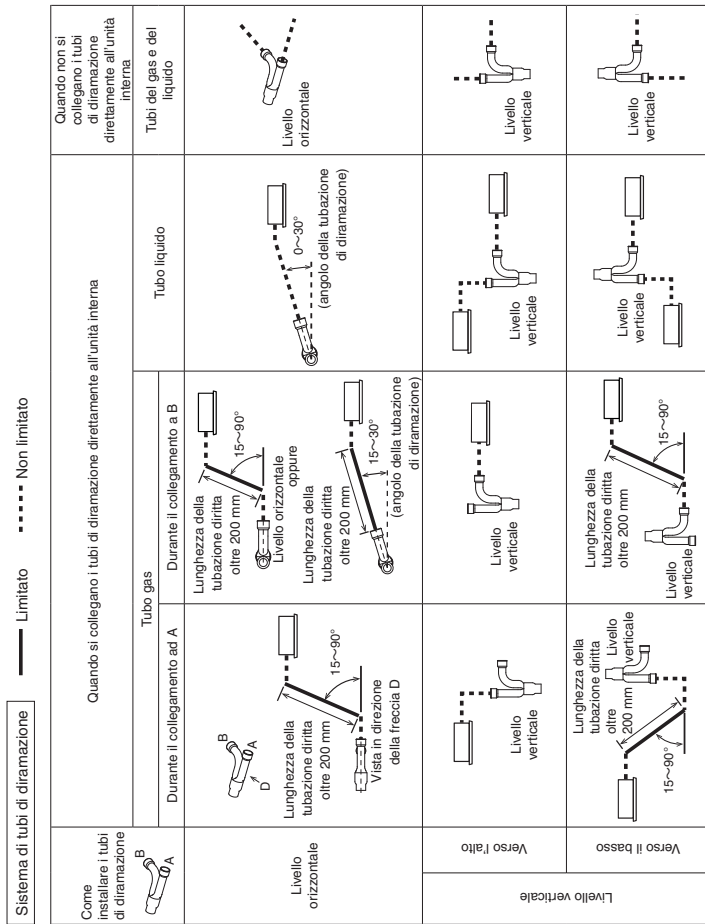 Sistema di tubi di diramazione
Limitato
Non limitato
Come
installare i tubi
di diramazione
B
A
Quando si collegano i tubi di diramazione direttamente all'unità interna
Quando non si
collegano i tubi
di diramazione
direttamente all'unità
interna
Tubo gas
Tubo liquido
Tubi del gas e del
liquido
Durante il collegamento ad A
Durante il collegamento a B
Livello
orizzontale
B
A
D
Lunghezza della
tubazione diritta
oltre 200 mm
15~90°
Vista in direzione
della freccia D
Lunghezza della
tubazione diritta
oltre 200 mm
15~90°
Livello orizzontale
oppure
Lunghezza della
tubazione diritta
oltre 200 mm
15~30°
(angolo della tubazione
di diramazione)
0~30°
(angolo della tubazione
di diramazione)
Livello
orizzontale
Livello verticale
Verso l'alto
Livello
verticale
Livello
verticale
Livello
verticale
Livello
verticale
Verso il basso
Lunghezza della
tubazione diritta
oltre
200 mm
Livello
verticale
15~90°
Lunghezza della
tubazione diritta
oltre 200 mm
15~90°
Livello
verticale
Livello
verticale
Livello
verticale